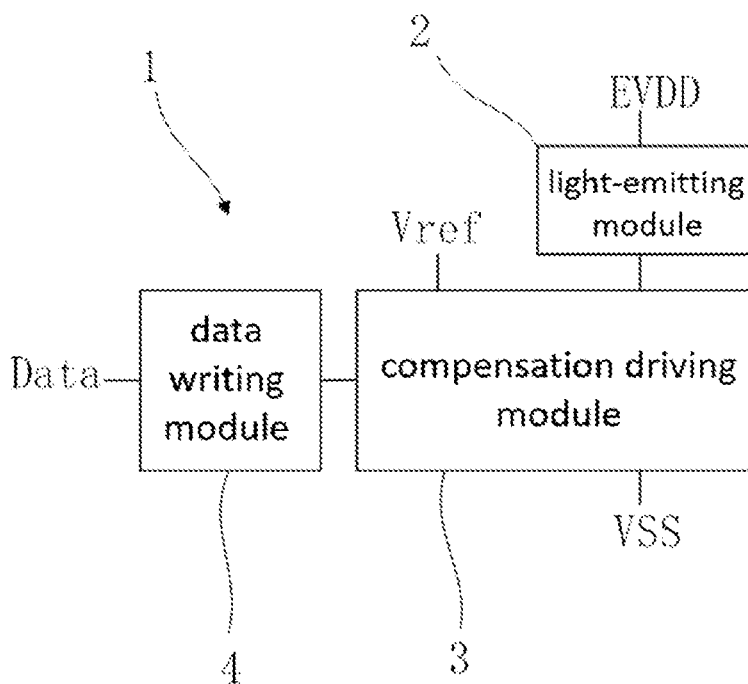 2
1
EVDD
light-emitting
module
Vref
data
writing
module
Data
compensation driving
module
VSS
4
3